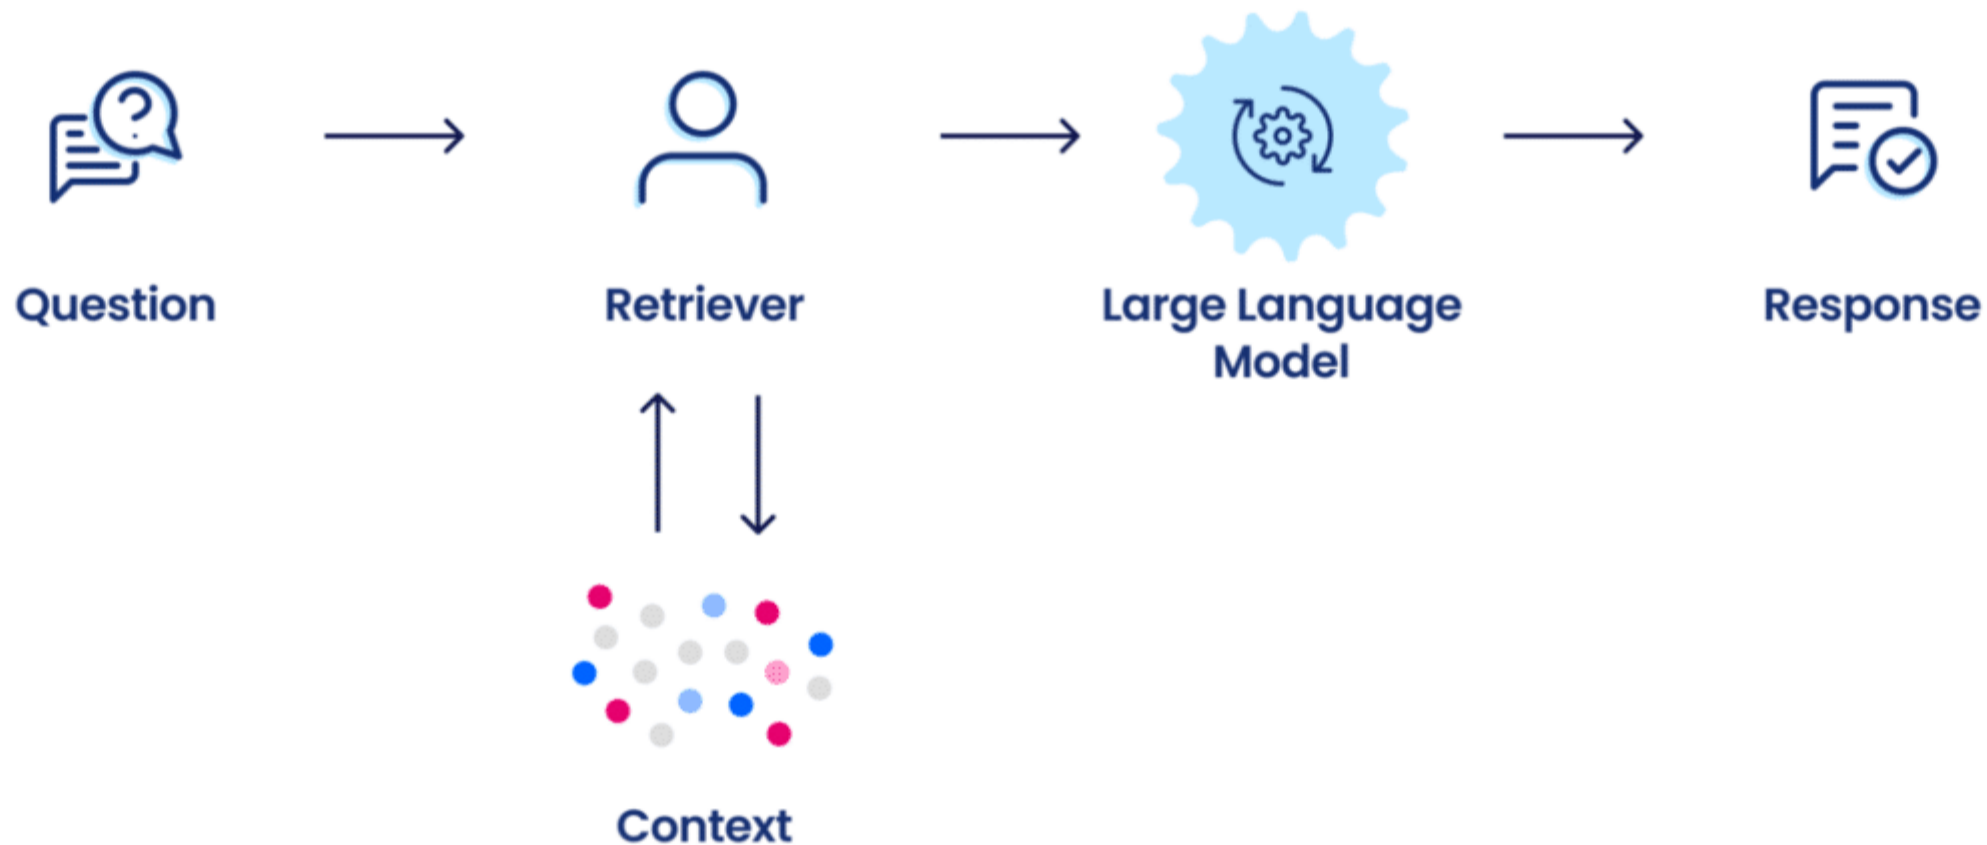 Question
Retriever
Large Language
Model
Response
Context